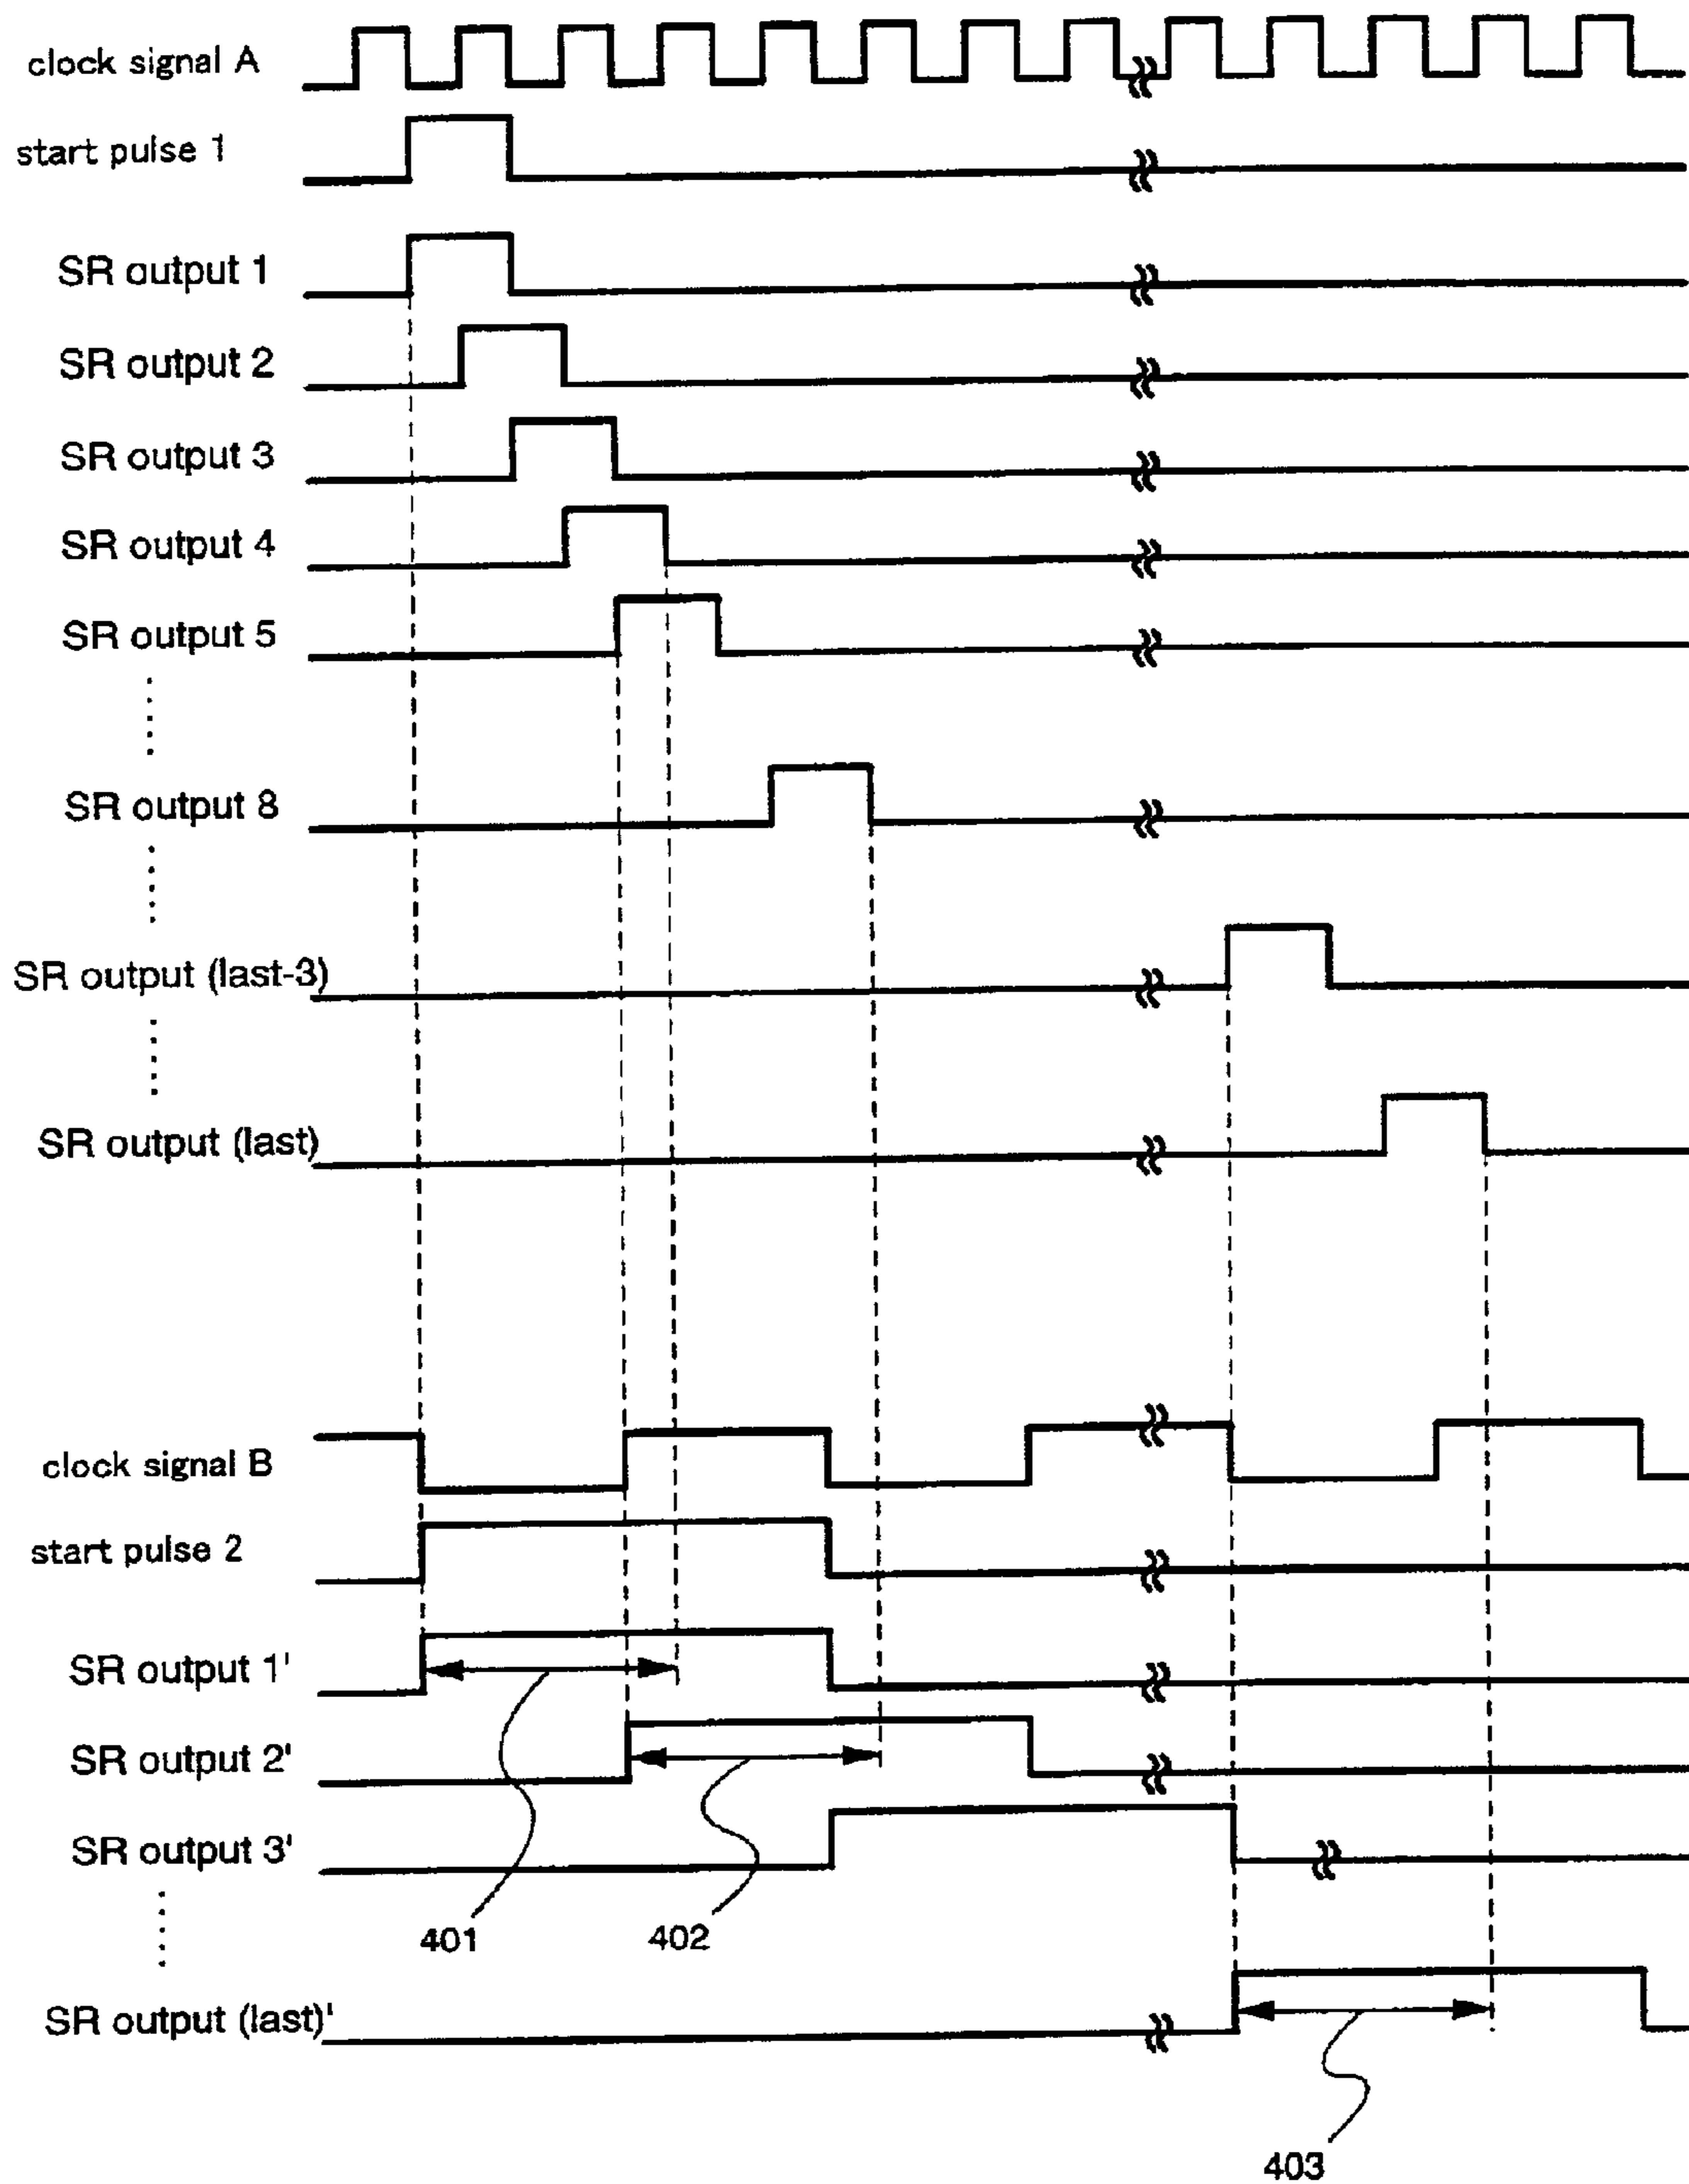 clock signal A
start pulse 1
SR output 1
SR output 2
SR output 3
SR output 4
SR output 5
SR output 8
SR output (last-3)
SR output (last)
clock signal B
start pulse 2
SR output 1'
SR output 2'
SR output 3'
401
402
SR output (last)'
403